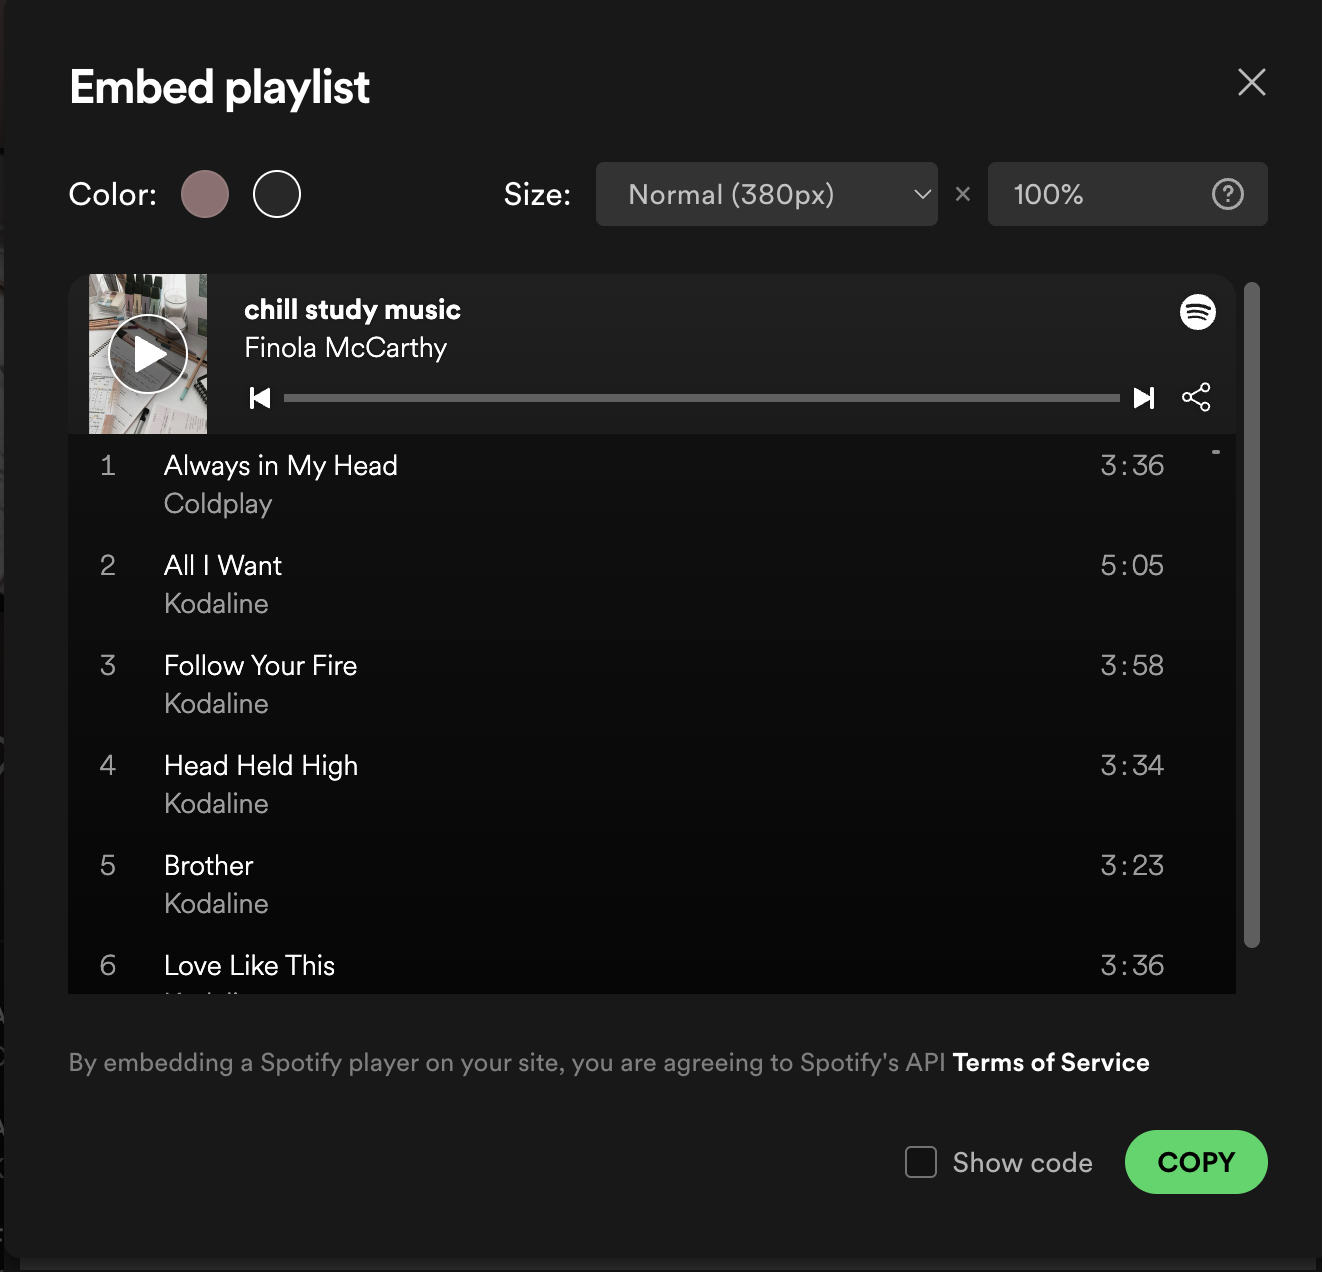 Embed playlist
Color:
Size:
Normal (380px)
×
100%
?
chill study music
Finola McCarthy
1 Always in My Head 3:36
Coldplay
2 All I Want 5:05
Kodaline
3 Follow Your Fire 3:58
Kodaline
4 Head Held High 3:34
Kodaline
5 Brother 3:23
Kodaline
6 Love Like This 3:36
By embedding a Spotify player on your site, you are agreeing to Spotify's API Terms of Service
Show code
COPY